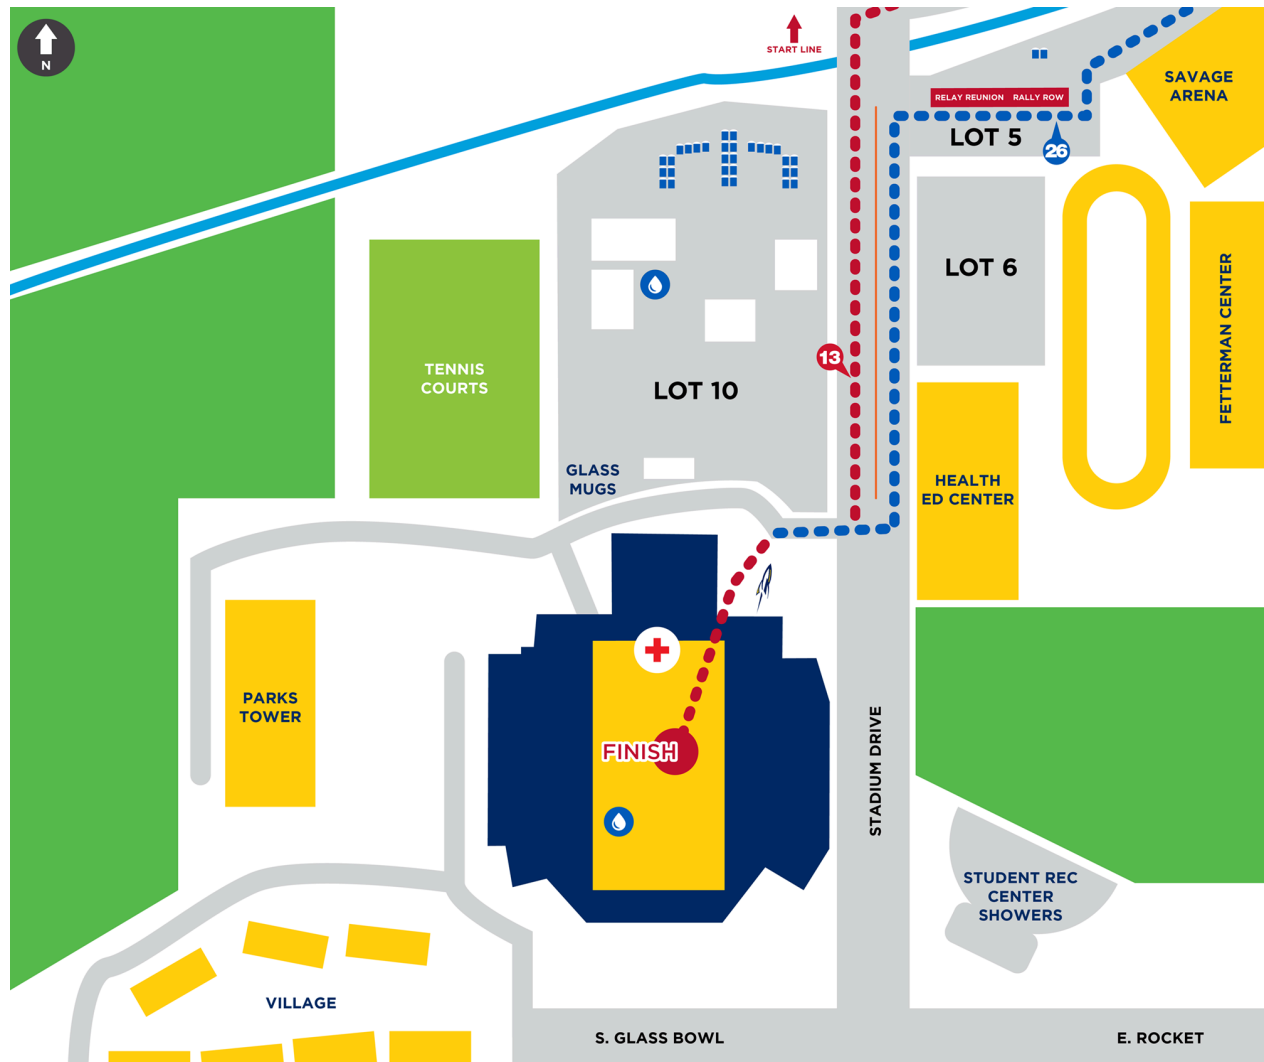 N
START LINE
SAVAGE
ARENA
RELAY REUNION RALLY ROW
LOT 5
26
LOT 6
FETTERMAN CENTER
13
TENNIS
COURTS
LOT 10
GLASS
MUGS
HEALTH
ED CENTER
PARKS
TOWER
FINISH
STADIUM DRIVE
STUDENT REC
CENTER
SHOWERS
VILLAGE
S. GLASS BOWL
E. ROCKET